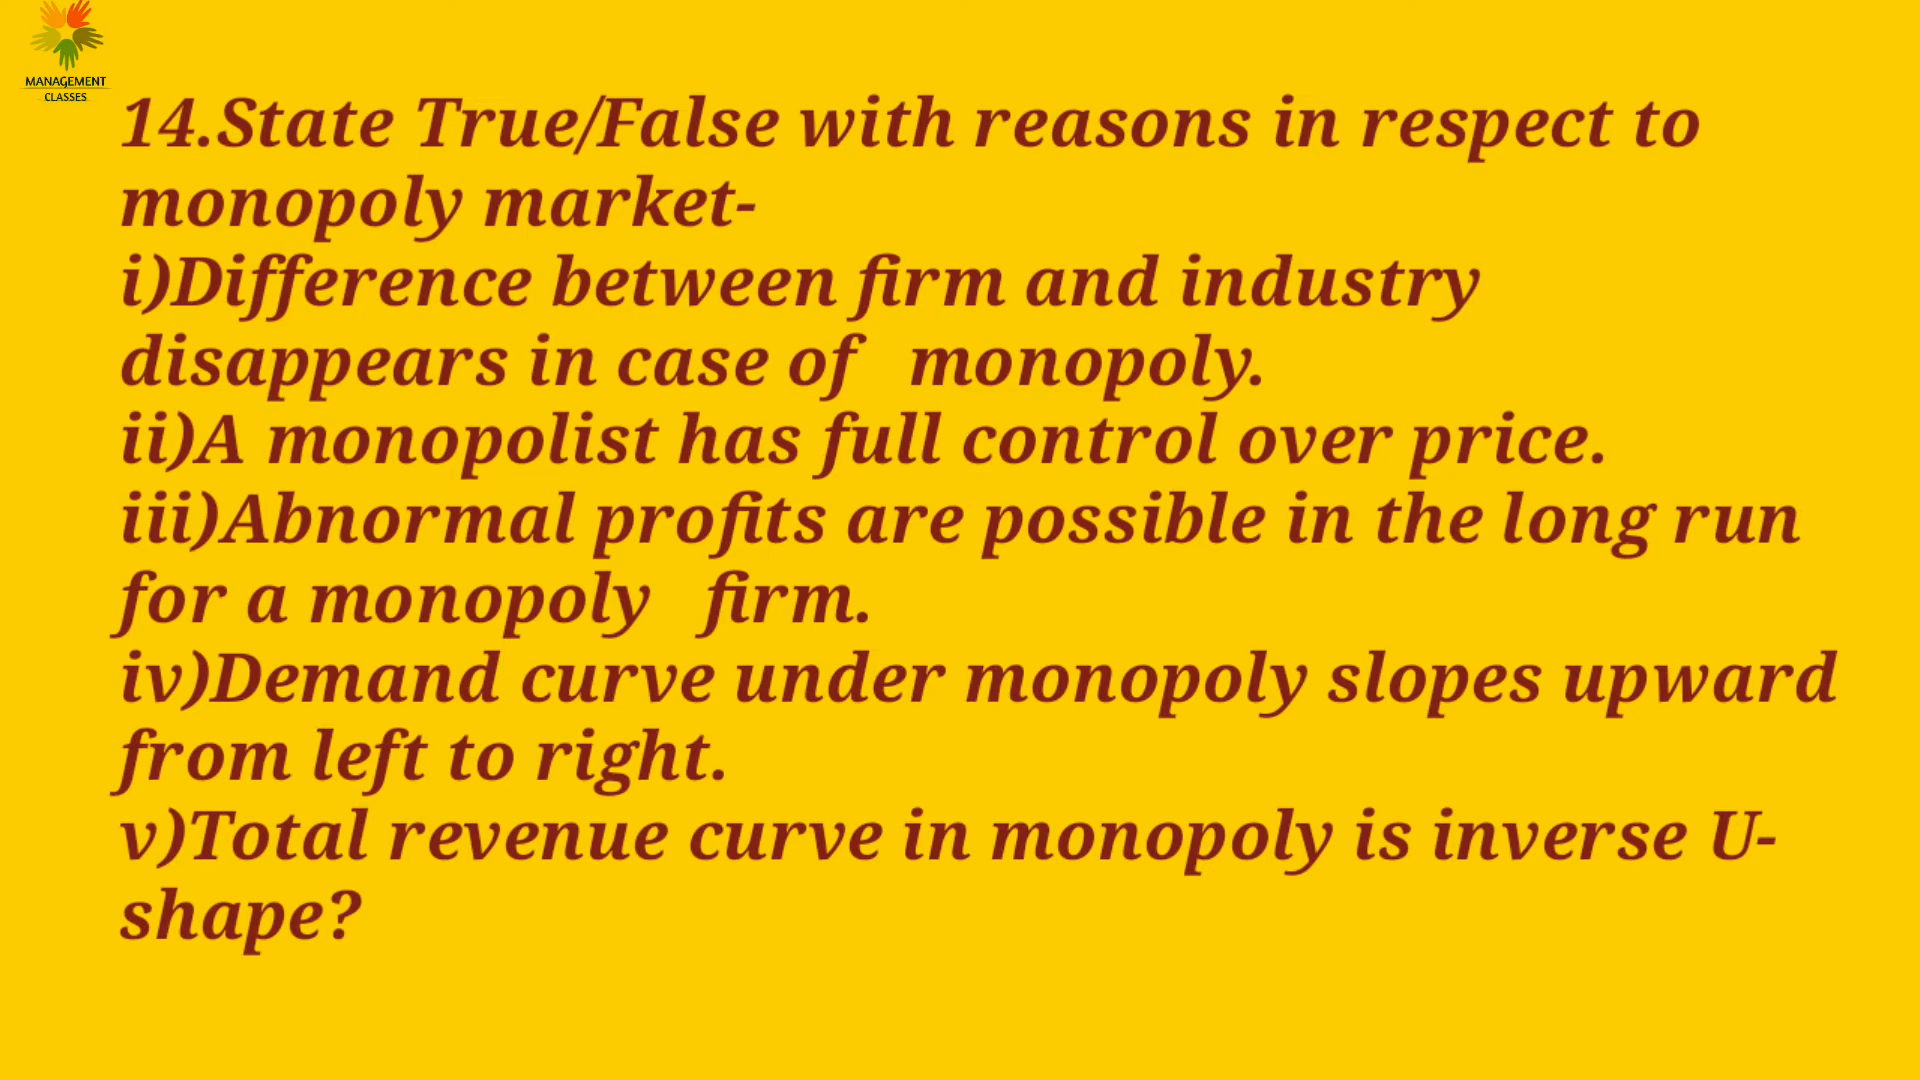 MANAGEMENT
CLASSES
14.State True/False with reasons in respect to
monopoly market-
i)Difference between firm and industry
disappears in case of monopoly.
ii)A monopolist has full control over price.
iii)Abnormal profits are possible in the long run
for a monopoly firm.
iv)Demand curve under monopoly slopes upward
from left to right.
v)Total revenue curve in monopoly is inverse U-
shape?